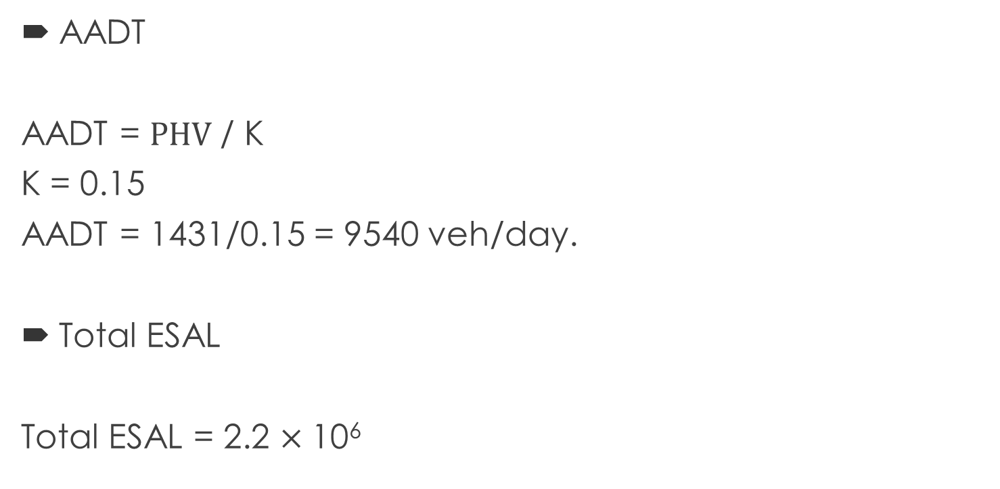 AADT
AADT = PHV / K
K = 0.15
AADT = 1431/0.15 = 9540 veh/day.
Total ESAL
Total ESAL = 2.2 × 10⁶